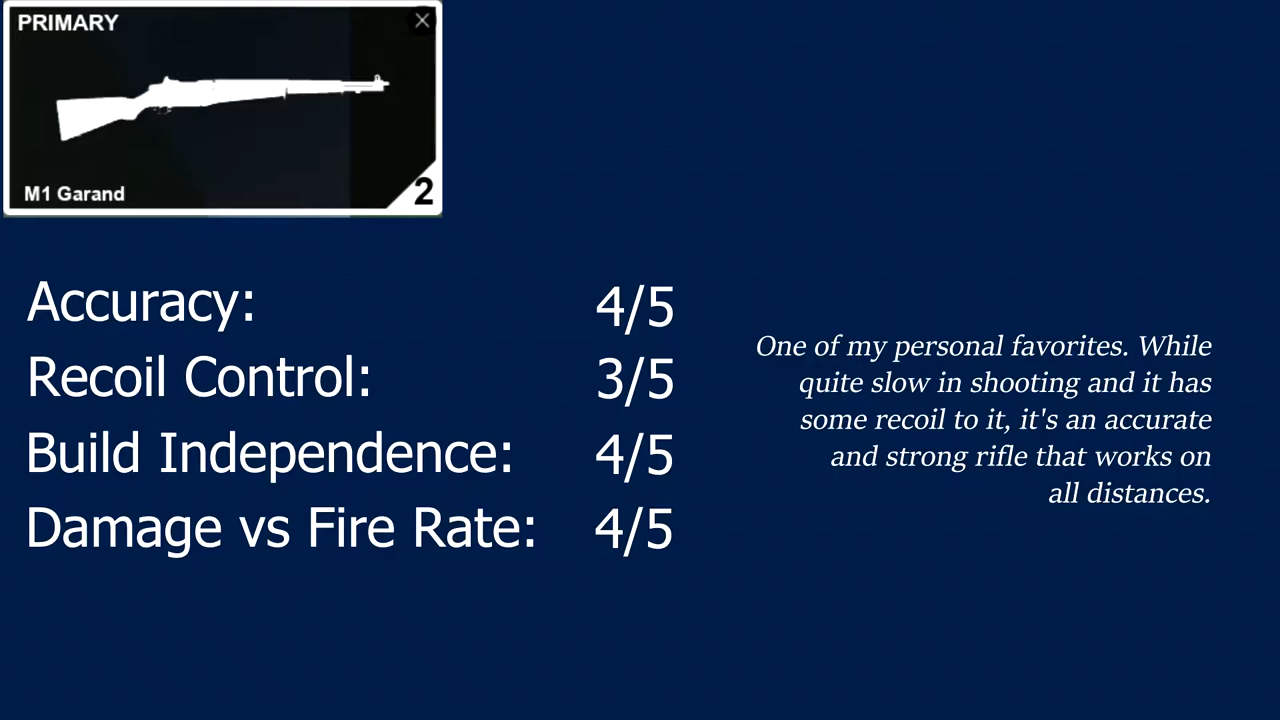 PRIMARY
M1 Garand
2
Accuracy: 4/5
Recoil Control: 3/5
Build Independence: 4/5
Damage vs Fire Rate: 4/5
One of my personal favorites. While
quite slow in shooting and it has
some recoil to it, it's an accurate
and strong rifle that works on
all distances.